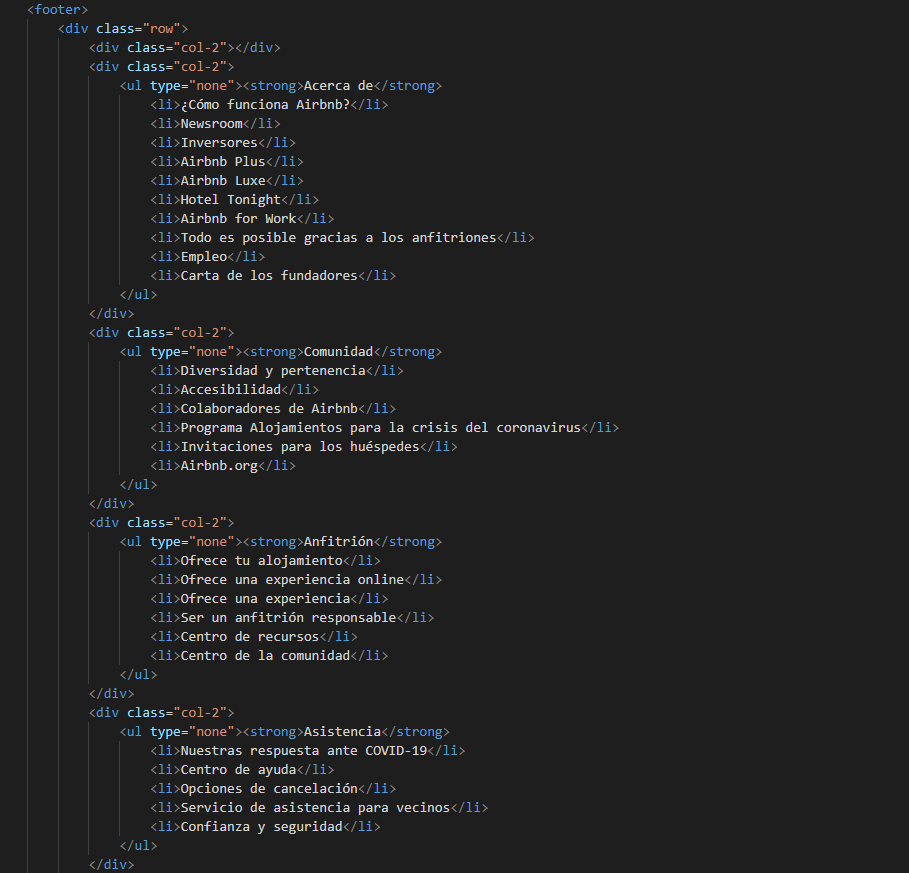 <footer>
<div class="row">
<div class="col-2"></div>
<div class="col-2">
<ul type="none"><strong>Acerca de</strong>
<li>¿Cómo funciona Airbnb?</li>
<li>Newsroom</li>
<li>Inversores</li>
<li>Airbnb Plus</li>
<li>Airbnb Luxe</li>
<li>Hotel Tonight</li>
<li>Airbnb for Work</li>
<li>Todo es posible gracias a los anfitriones</li>
<li>Empleo</li>
<li>Carta de los fundadores</li>
</ul>
</div>
<div class="col-2">
<ul type="none"><strong>Comunidad</strong>
<li>Diversidad y pertenencia</li>
<li>Accesibilidad</li>
<li>Colaboradores de Airbnb</li>
<li>Programa Alojamientos para la crisis del coronavirus</li>
<li>Invitaciones para los huéspedes</li>
<li>Airbnb.org</li>
</ul>
</div>
<div class="col-2">
<ul type="none"><strong>Anfitrión</strong>
<li>Ofrece tu alojamiento</li>
<li>Ofrece una experiencia online</li>
<li>Ofrece una experiencia</li>
<li>Ser un anfitrión responsable</li>
<li>Centro de recursos</li>
<li>Centro de la comunidad</li>
</ul>
</div>
<div class="col-2">
<ul type="none"><strong>Asistencia</strong>
<li>Nuestras respuesta ante COVID-19</li>
<li>Centro de ayuda</li>
<li>Opciones de cancelación</li>
<li>Servicio de asistencia para vecinos</li>
<li>Confianza y seguridad</li>
</ul>
</div>